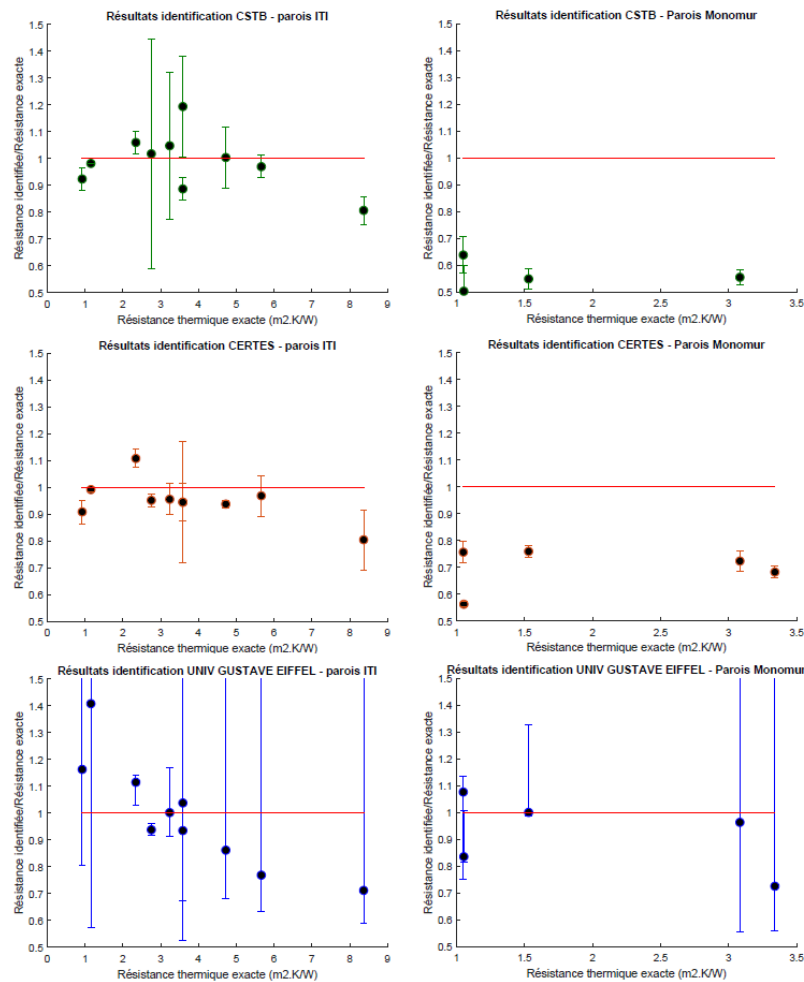 Résultats identification CSTB - parois ITI
Résistance identifiée/Résistance exacte
1.5
1.4
1.3
1.2
1.1
1
0.9
0.8
0.7
0.6
0.5
0 1 2 3 4 5 6 7 8 9
Résistance thermique exacte (m2.K/W)
Résultats identification CSTB - Parois Monomur
Résistance identifiée/Résistance exacte
1.5
1.4
1.3
1.2
1.1
1
0.9
0.8
0.7
0.6
0.5
1 1.5 2 2.5 3 3.5
Résistance thermique exacte (m2.K/W)
Résultats identification CERTES - parois ITI
Résistance identifiée/Résistance exacte
1.5
1.4
1.3
1.2
1.1
1
0.9
0.8
0.7
0.6
0.5
0 1 2 3 4 5 6 7 8 9
Résistance thermique exacte (m2.K/W)
Résultats identification CERTES - Parois Monomur
Résistance identifiée/Résistance exacte
1.5
1.4
1.3
1.2
1.1
1
0.9
0.8
0.7
0.6
0.5
1 1.5 2 2.5 3 3.5
Résistance thermique exacte (m2.K/W)
Résultats identification UNIV GUSTAVE EIFFEL - parois ITI
Résistance identifiée/Résistance exacte
1.5
1.4
1.3
1.2
1.1
1
0.9
0.8
0.7
0.6
0.5
0 1 2 3 4 5 6 7 8 9
Résistance thermique exacte (m2.K/W)
Résultats identification UNIV GUSTAVE EIFFEL - Parois Monomur
Résistance identifiée/Résistance exacte
1.5
1.4
1.3
1.2
1.1
1
0.9
0.8
0.7
0.6
0.5
1 1.5 2 2.5 3 3.5
Résistance thermique exacte (m2.K/W)